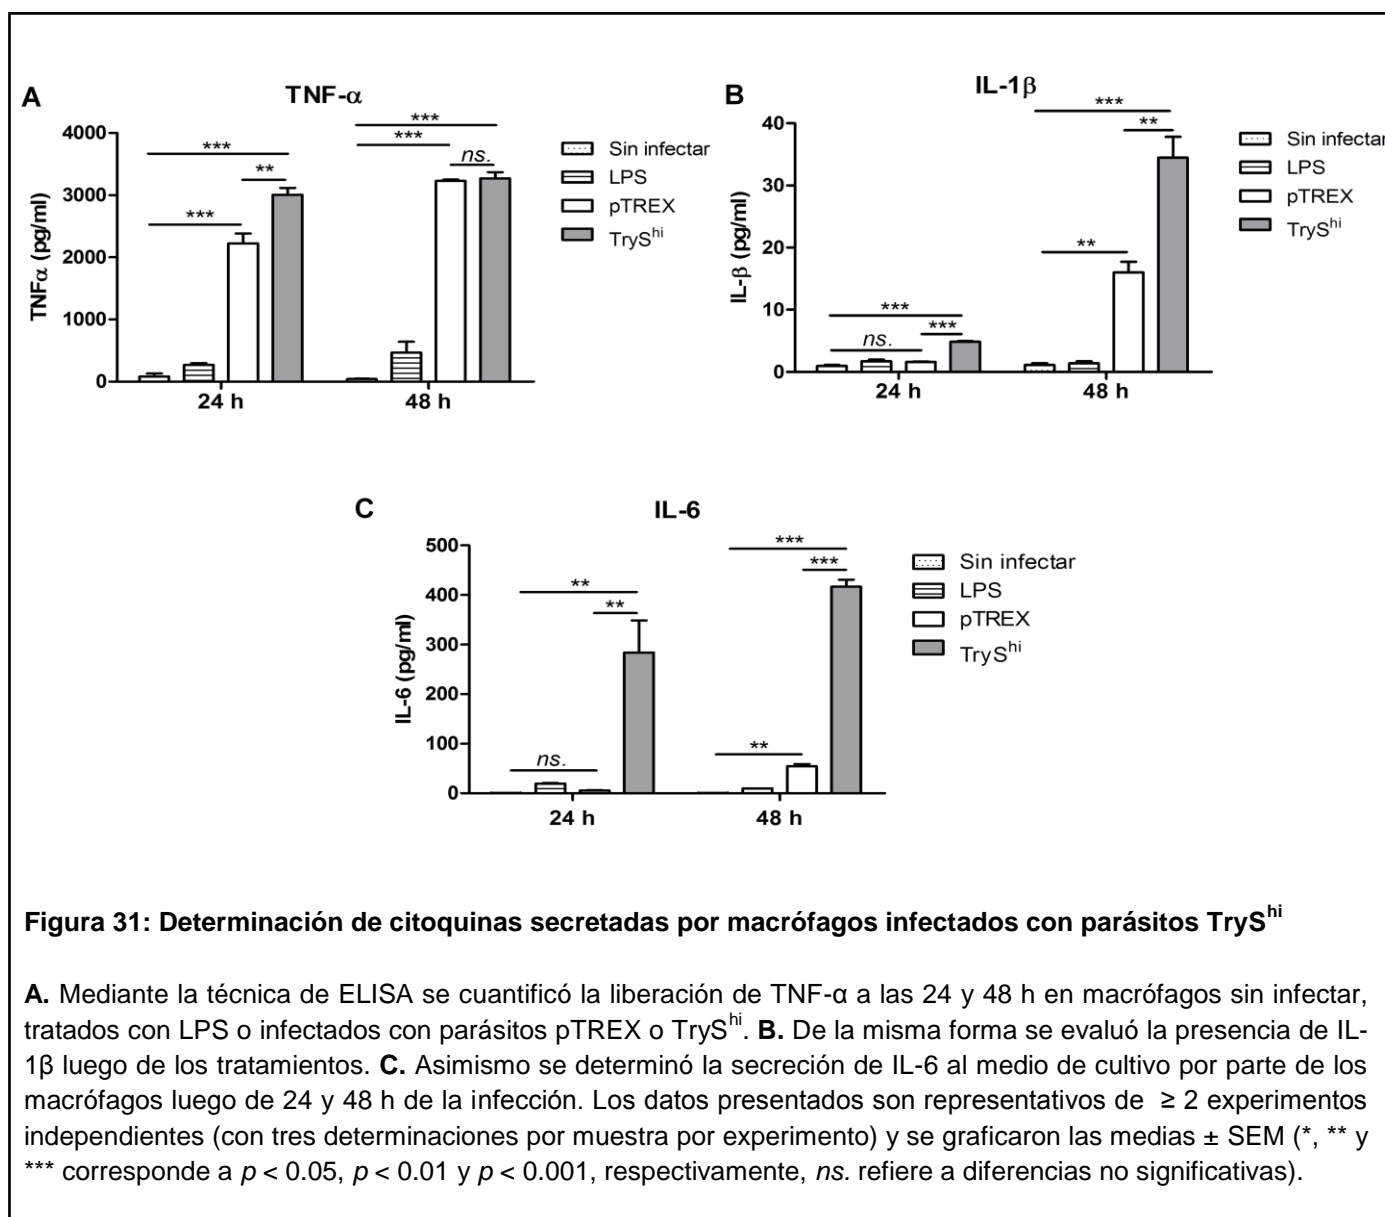 A
TNF-α
TNFα (pg/ml)
4000
3000
2000
1000
0
***
***
**
***
***
ns.
24 h
48 h
Sin infectar
LPS
pTREX
TryShi
B
IL-1β
IL-β (pg/ml)
40
30
20
10
0
***
**
**
***
***
ns.
24 h
48 h
Sin infectar
LPS
pTREX
TryShi
C
IL-6
IL-6 (pg/ml)
500
400
300
200
100
0
**
**
ns.
***
***
**
24 h
48 h
Sin infectar
LPS
pTREX
TryShi
Figura 31: Determinación de citoquinas secretadas por macrófagos infectados con parásitos TryShi
A. Mediante la técnica de ELISA se cuantificó la liberación de TNF-α a las 24 y 48 h en macrófagos sin infectar,
tratados con LPS o infectados con parásitos pTREX o TryShi. B. De la misma forma se evaluó la presencia de IL-
1β luego de los tratamientos. C. Asimismo se determinó la secreción de IL-6 al medio de cultivo por parte de los
macrófagos luego de 24 y 48 h de la infección. Los datos presentados son representativos de ≥ 2 experimentos
independientes (con tres determinaciones por muestra por experimento) y se graficaron las medias ± SEM (*, ** y
*** corresponde a p < 0.05, p < 0.01 y p < 0.001, respectivamente, ns. refiere a diferencias no significativas).